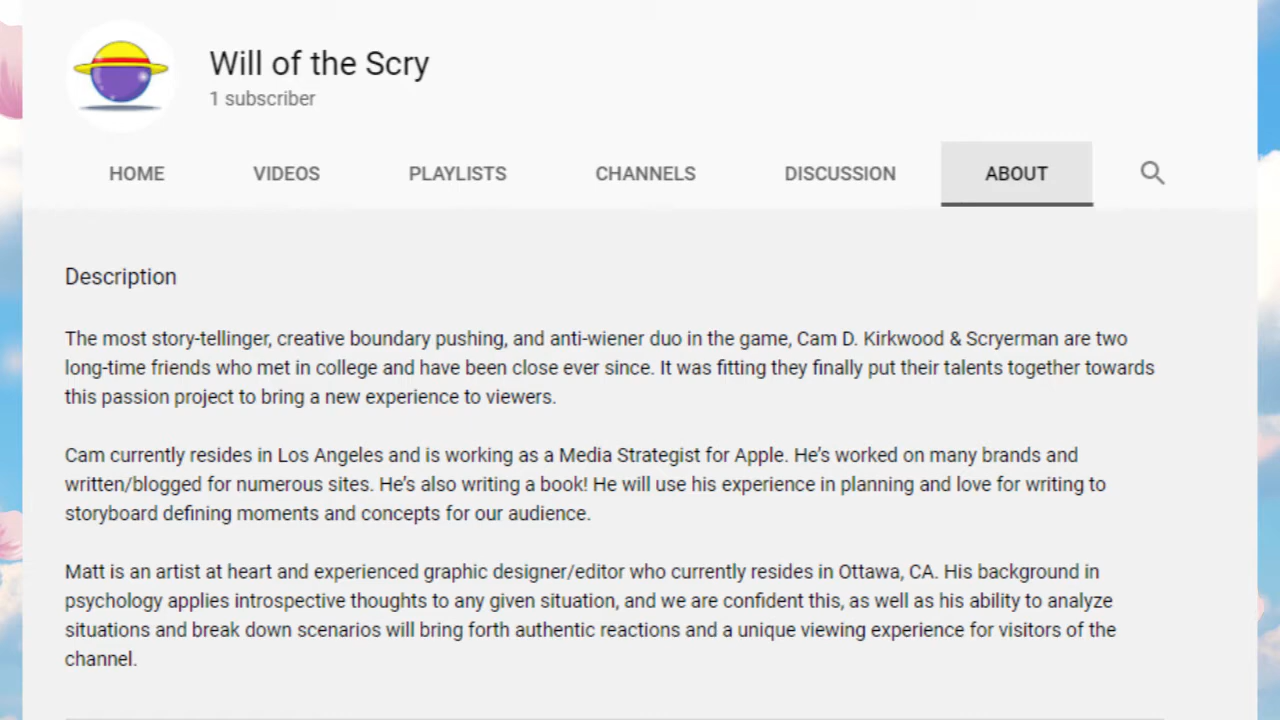 Will of the Scry
1 subscriber
HOME VIDEOS PLAYLISTS CHANNELS DISCUSSION ABOUT
Description
The most story-tellinger, creative boundary pushing, and anti-wiener duo in the game, Cam D. Kirkwood & Scryerman are two
long-time friends who met in college and have been close ever since. It was fitting they finally put their talents together towards
this passion project to bring a new experience to viewers.
Cam currently resides in Los Angeles and is working as a Media Strategist for Apple. He's worked on many brands and
written/blogged for numerous sites. He's also writing a book! He will use his experience in planning and love for writing to
storyboard defining moments and concepts for our audience.
Matt is an artist at heart and experienced graphic designer/editor who currently resides in Ottawa, CA. His background in
psychology applies introspective thoughts to any given situation, and we are confident this, as well as his ability to analyze
situations and break down scenarios will bring forth authentic reactions and a unique viewing experience for visitors of the
channel.